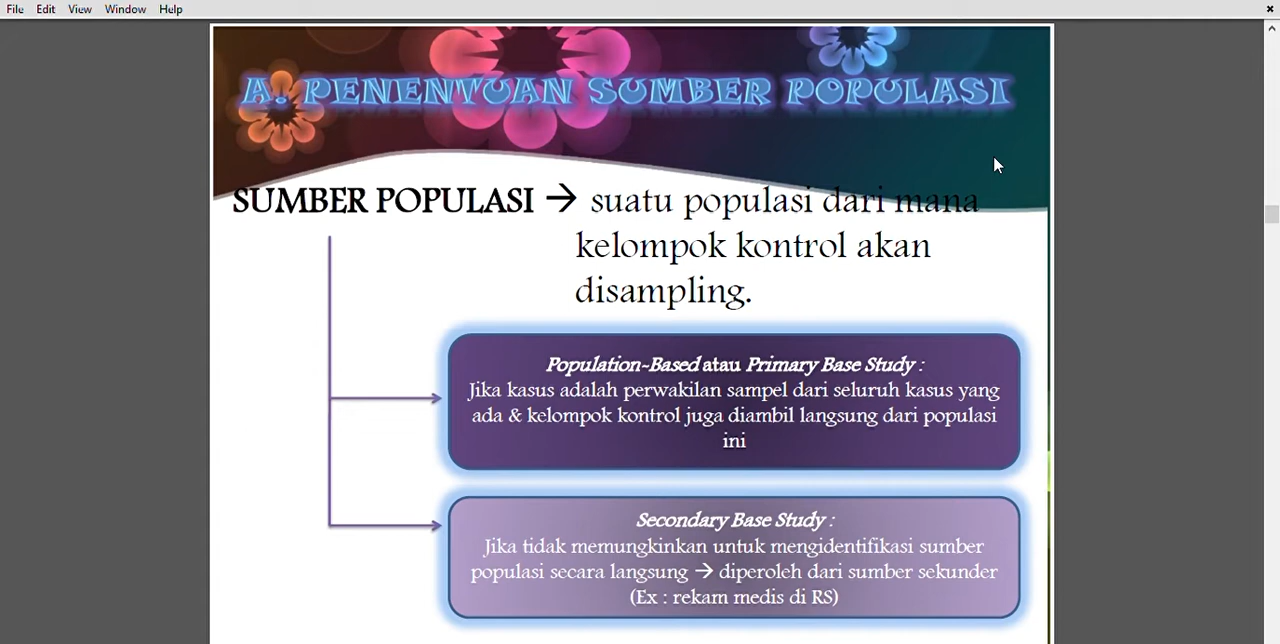 File Edit View Window Help
A. PENENTUAN SUMBER POPULASI
SUMBER POPULASI → suatu populasi dari mana
kelompok kontrol akan
disampling.
Population-Based atau Primary Base Study :
Jika kasus adalah perwakilan sampel dari seluruh kasus yang
ada & kelompok kontrol juga diambil langsung dari populasi
ini
Secondary Base Study :
Jika tidak memungkinkan untuk mengidentifikasi sumber
populasi secara langsung → diperoleh dari sumber sekunder
(Ex : rekam medis di RS)